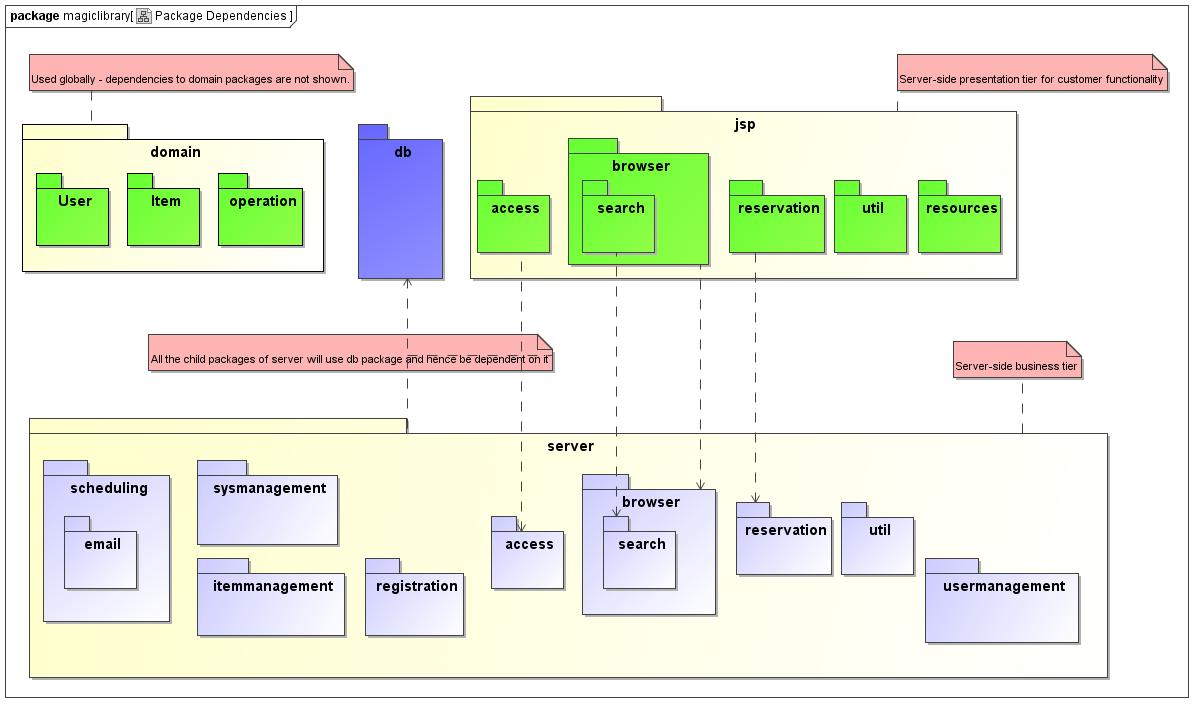 package magiclibrary[ Package Dependencies ]
Used globally - dependencies to domain packages are not shown.
Server-side presentation tier for customer functionality
domain
User
Item
operation
db
jsp
access
browser
search
reservation
util
resources
All the child packages of server will use db package and hence be dependent on it
Server-side business tier
server
scheduling
email
sysmanagement
itemmanagement
registration
access
browser
search
reservation
util
usermanagement